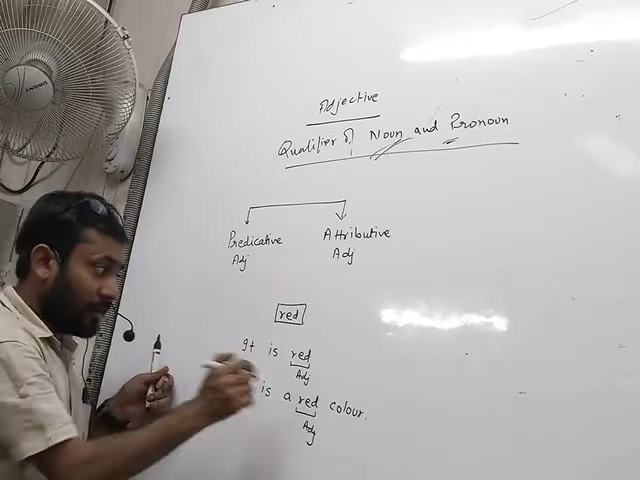 Adjective
Qualifier of Noun and Pronoun
Predicative Attributive
Adj Adj
red
It is red
Adj
is a red colour.
Adj
ORIENT